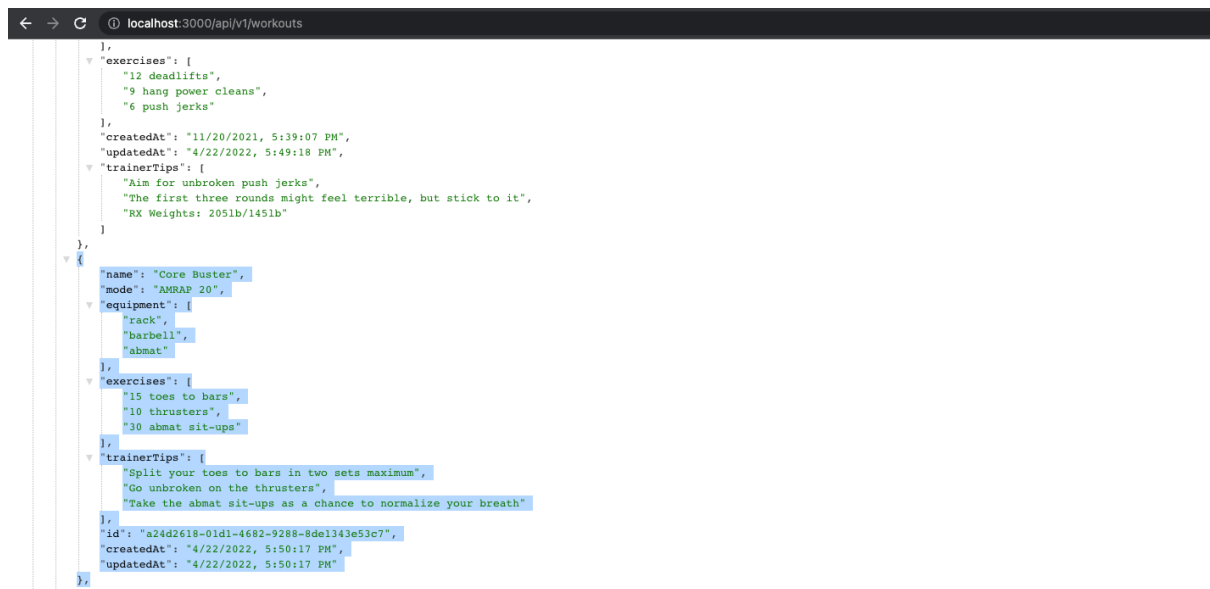 localhost:3000/api/v1/workouts
],
"exercises": [
"12 deadlifts",
"9 hang power cleans",
"6 push jerks"
],
"createdAt": "11/20/2021, 5:39:07 PM",
"updatedAt": "4/22/2022, 5:49:18 PM",
"trainerTips": [
"Aim for unbroken push jerks",
"The first three rounds might feel terrible, but stick to it",
"RX Weights: 205lb/145lb"
]
},
{
"name": "Core Buster",
"mode": "AMRAP 20",
"equipment": [
"rack",
"barbell",
"abmat"
],
"exercises": [
"15 toes to bars",
"10 thrusters",
"30 abmat sit-ups"
],
"trainerTips": [
"Split your toes to bars in two sets maximum",
"Go unbroken on the thrusters",
"Take the abmat sit-ups as a chance to normalize your breath"
],
"id": "a24d2618-01d1-4682-9288-8de1343e53c7",
"createdAt": "4/22/2022, 5:50:17 PM",
"updatedAt": "4/22/2022, 5:50:17 PM"
},